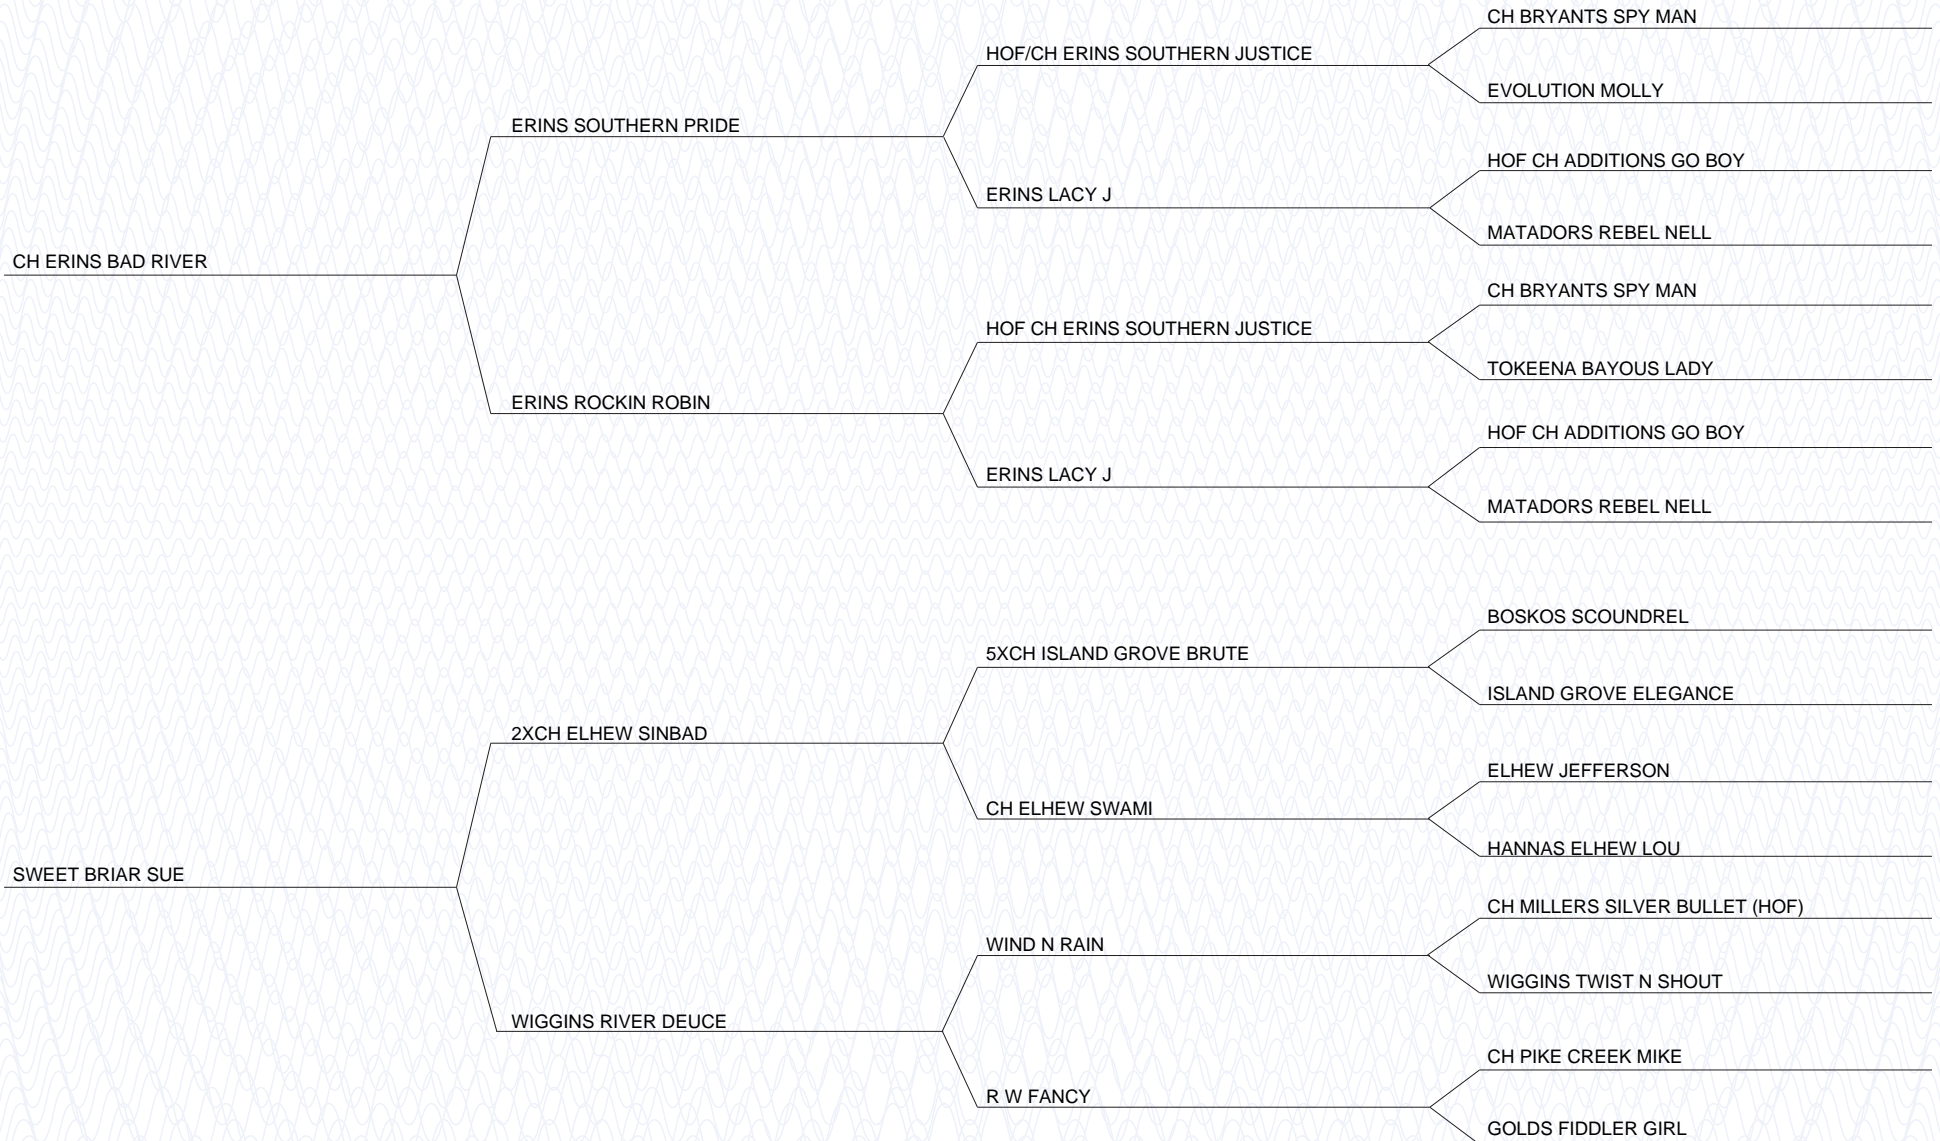 CH BRYANTS SPY MAN
HOF/CH ERINS SOUTHERN JUSTICE
EVOLUTION MOLLY
ERINS SOUTHERN PRIDE
HOF CH ADDITIONS GO BOY
ERINS LACY J
MATADORS REBEL NELL
CH ERINS BAD RIVER
CH BRYANTS SPY MAN
HOF CH ERINS SOUTHERN JUSTICE
TOKEENA BAYOUS LADY
ERINS ROCKIN ROBIN
HOF CH ADDITIONS GO BOY
ERINS LACY J
MATADORS REBEL NELL
BOSKOS SCOUNDREL
5XCH ISLAND GROVE BRUTE
ISLAND GROVE ELEGANCE
2XCH ELHEW SINBAD
ELHEW JEFFERSON
CH ELHEW SWAMI
HANNAS ELHEW LOU
SWEET BRIAR SUE
CH MILLERS SILVER BULLET (HOF)
WIND N RAIN
WIGGINS TWIST N SHOUT
WIGGINS RIVER DEUCE
CH PIKE CREEK MIKE
R W FANCY
GOLDS FIDDLER GIRL